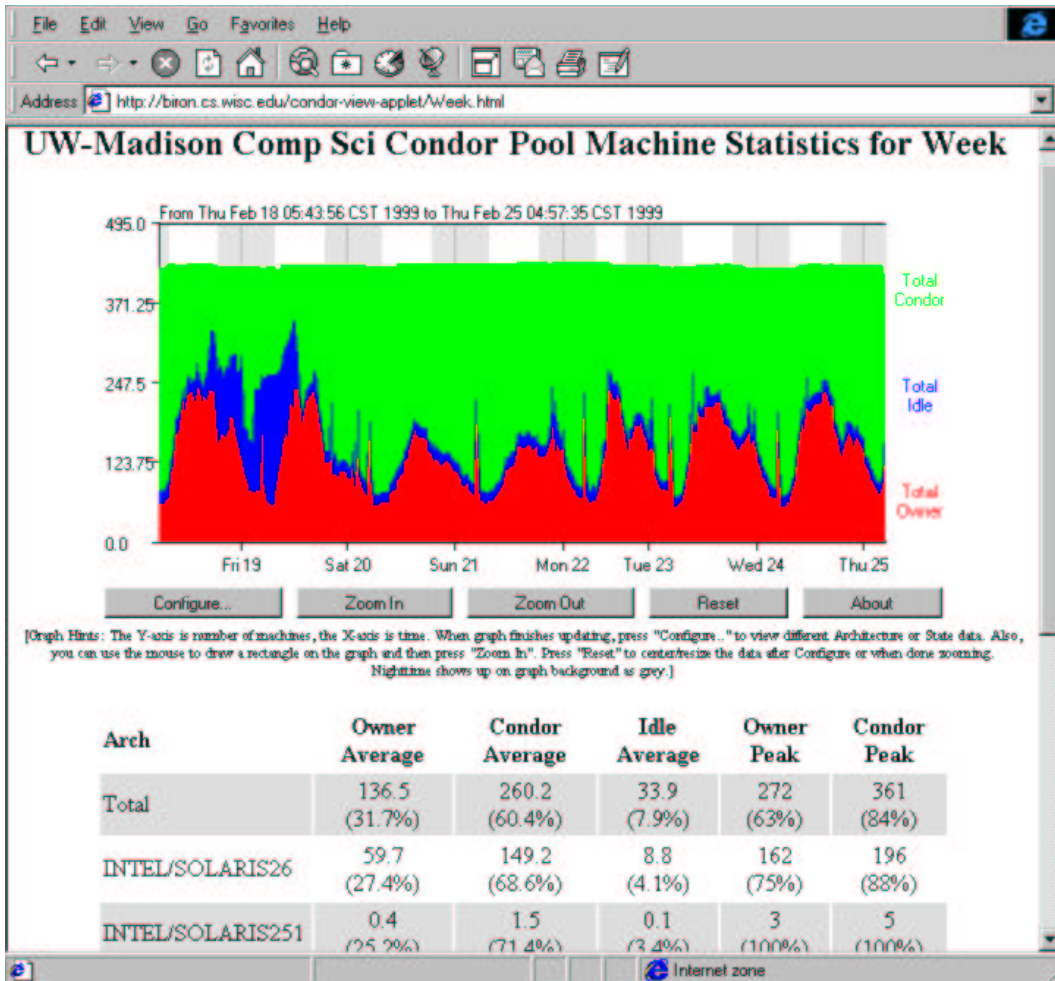 File Edit View Go Favorites Help
Address http://biron.cs.wisc.edu/condor-view-applet/Week.html
UW-Madison Comp Sci Condor Pool Machine Statistics for Week
From Thu Feb 18 05:43:56 CST 1999 to Thu Feb 25 04:57:35 CST 1999
495.0
Total
Condor
371.25
247.5
Total
Idle
123.75
Total
Owner
0.0
Fri 19 Sat 20 Sun 21 Mon 22 Tue 23 Wed 24 Thu 25
Configure... Zoom In Zoom Out Reset About
[Graph Hints: The Y-axis is number of machines, the X-axis is time. When graph finishes updating, press "Configure.." to view different Architecture or State data. Also,
you can use the mouse to draw a rectangle on the graph and then press "Zoom In". Press "Reset" to center/resize the data after Configure or when done zooming.
Nighttime shows up on graph background as grey.]
Arch Owner Average Condor Average Idle Average Owner Peak Condor Peak
Total 136.5 260.2 33.9 272 361
(31.7%) (60.4%) (7.9%) (63%) (84%)
INTEL/SOLARIS26 59.7 149.2 8.8 162 196
(27.4%) (68.6%) (4.1%) (75%) (88%)
INTEL/SOLARIS251 0.4 1.5 0.1 3 5
(25.2%) (71.4%) (3.4%) (100%) (100%)
Internet zone